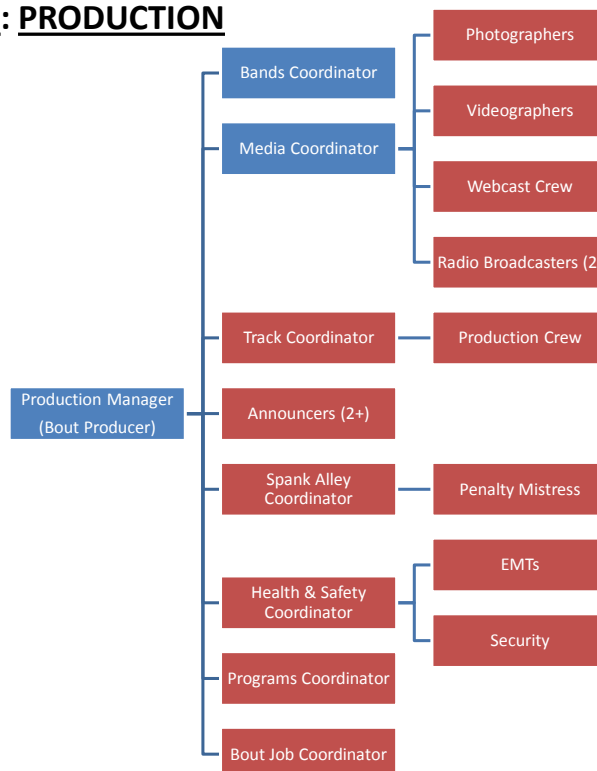 : PRODUCTION
Photographers
Bands Coordinator
Videographers
Media Coordinator
Webcast Crew
Radio Broadcasters (2
Track Coordinator
Production Crew
Production Manager
(Bout Producer)
Announcers (2+)
Spank Alley
Coordinator
Penalty Mistress
EMTs
Health & Safety
Coordinator
Security
Programs Coordinator
Bout Job Coordinator